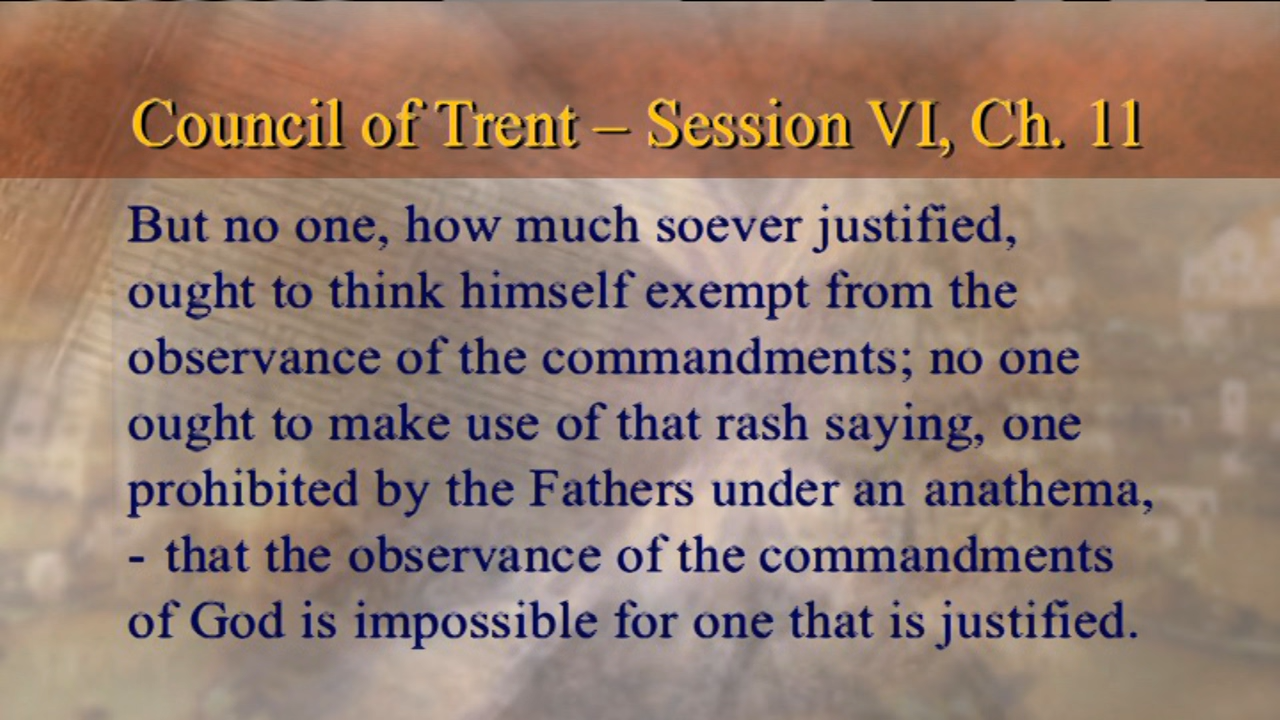 Council of Trent – Session VI, Ch. 11
But no one, how much soever justified,
ought to think himself exempt from the
observance of the commandments; no one
ought to make use of that rash saying, one
prohibited by the Fathers under an anathema,
- that the observance of the commandments
of God is impossible for one that is justified.